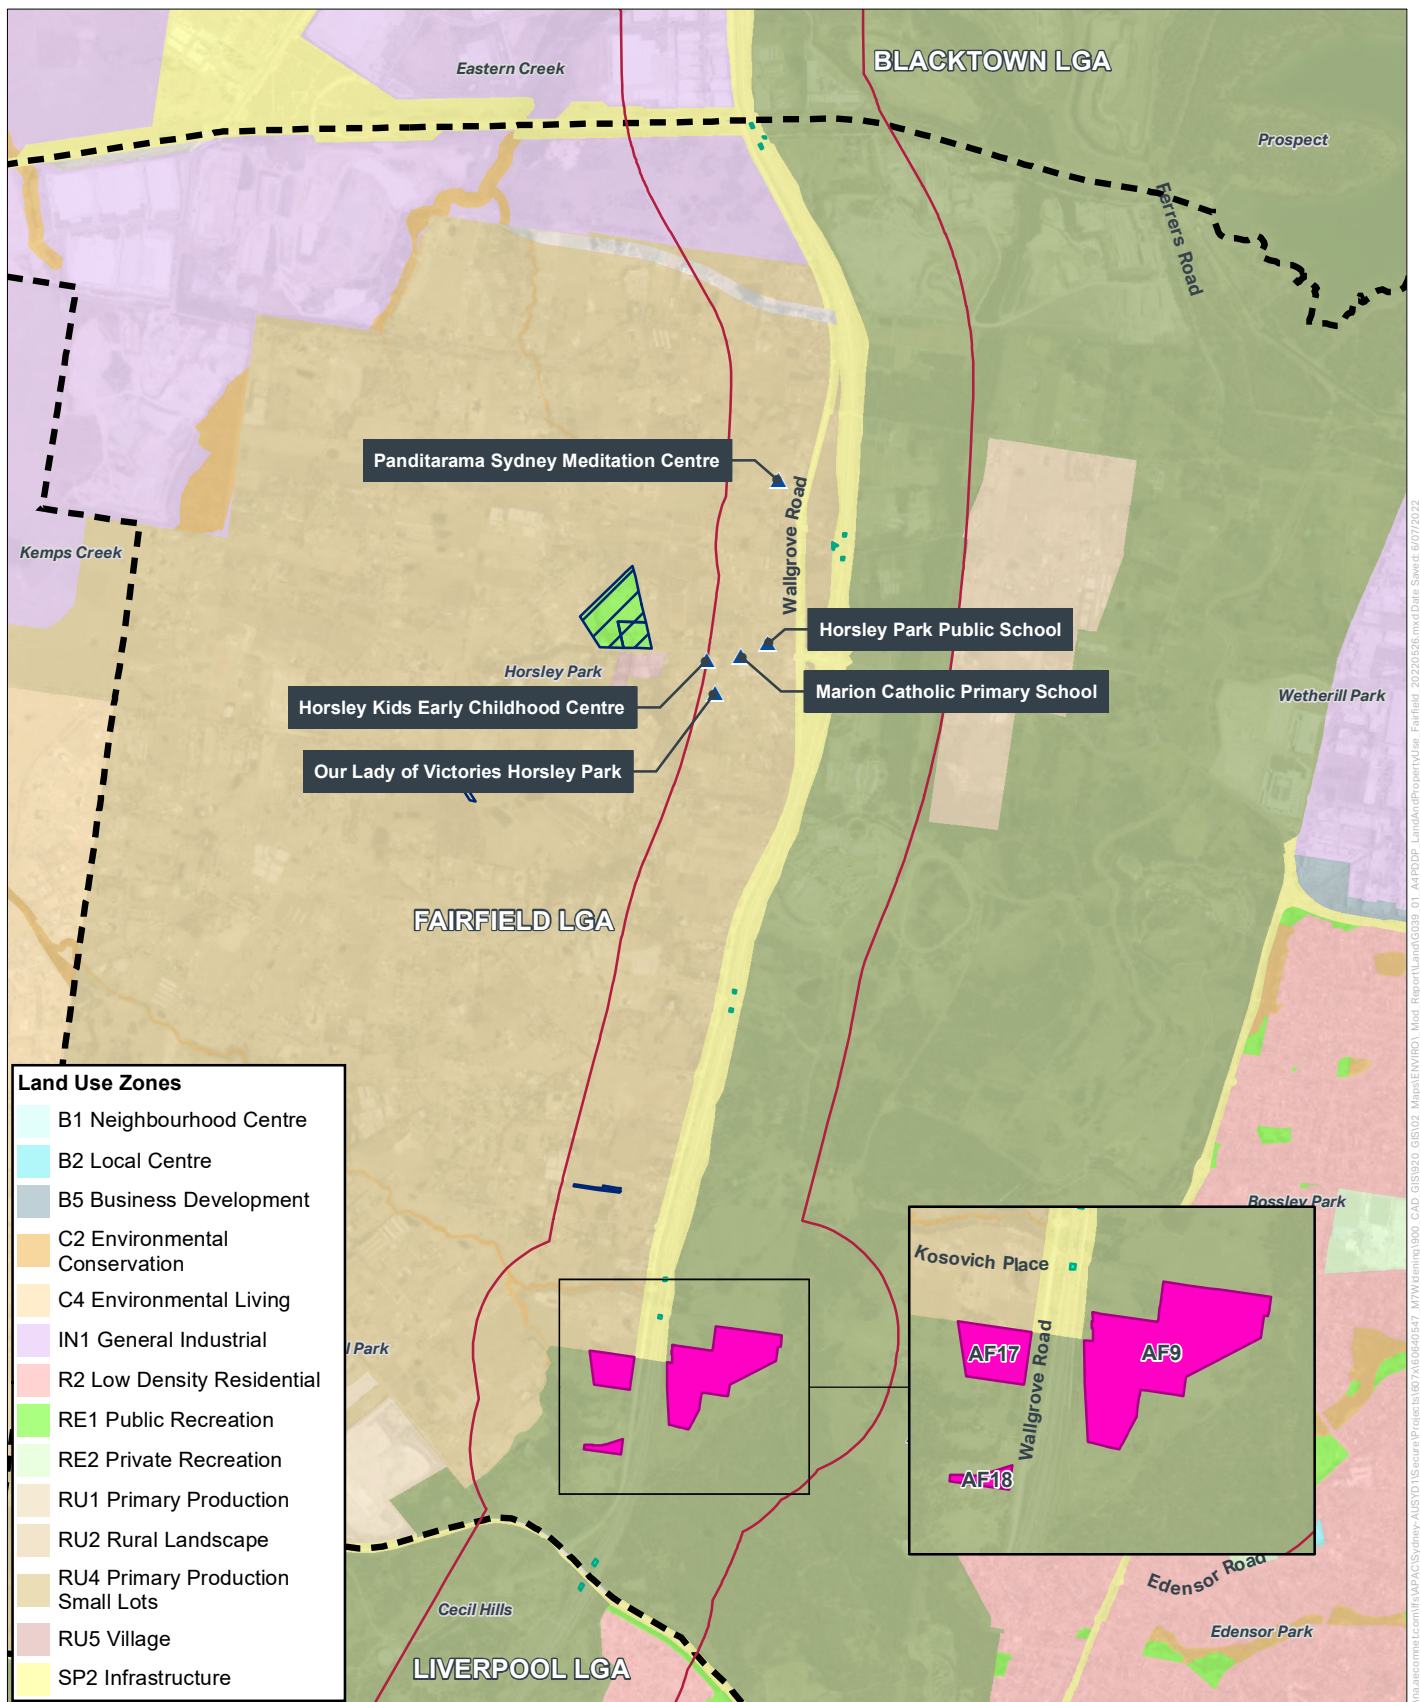 Eastern Creek
BLACKTOWN LGA
Prospect
Ferrers Road
Panditarama Sydney Meditation Centre
Wallgrove Road
Kemps Creek
Horsley Park Public School
Horsley Park
Marion Catholic Primary School
Wetherill Park
Horsley Kids Early Childhood Centre
Our Lady of Victories Horsley Park
FAIRFIELD LGA
Land Use Zones
B1 Neighbourhood Centre
B2 Local Centre
B5 Business Development
C2 Environmental
Conservation
C4 Environmental Living
IN1 General Industrial
R2 Low Density Residential
RE1 Public Recreation
RE2 Private Recreation
RU1 Primary Production
RU2 Rural Landscape
RU4 Primary Production
Small Lots
RU5 Village
SP2 Infrastructure
l Park
Bossley Park
Kosovich Place
Wallgrove Road
AF17
AF9
AF18
Edensor Road
Edensor Park
Cecil Hills
LIVERPOOL LGA